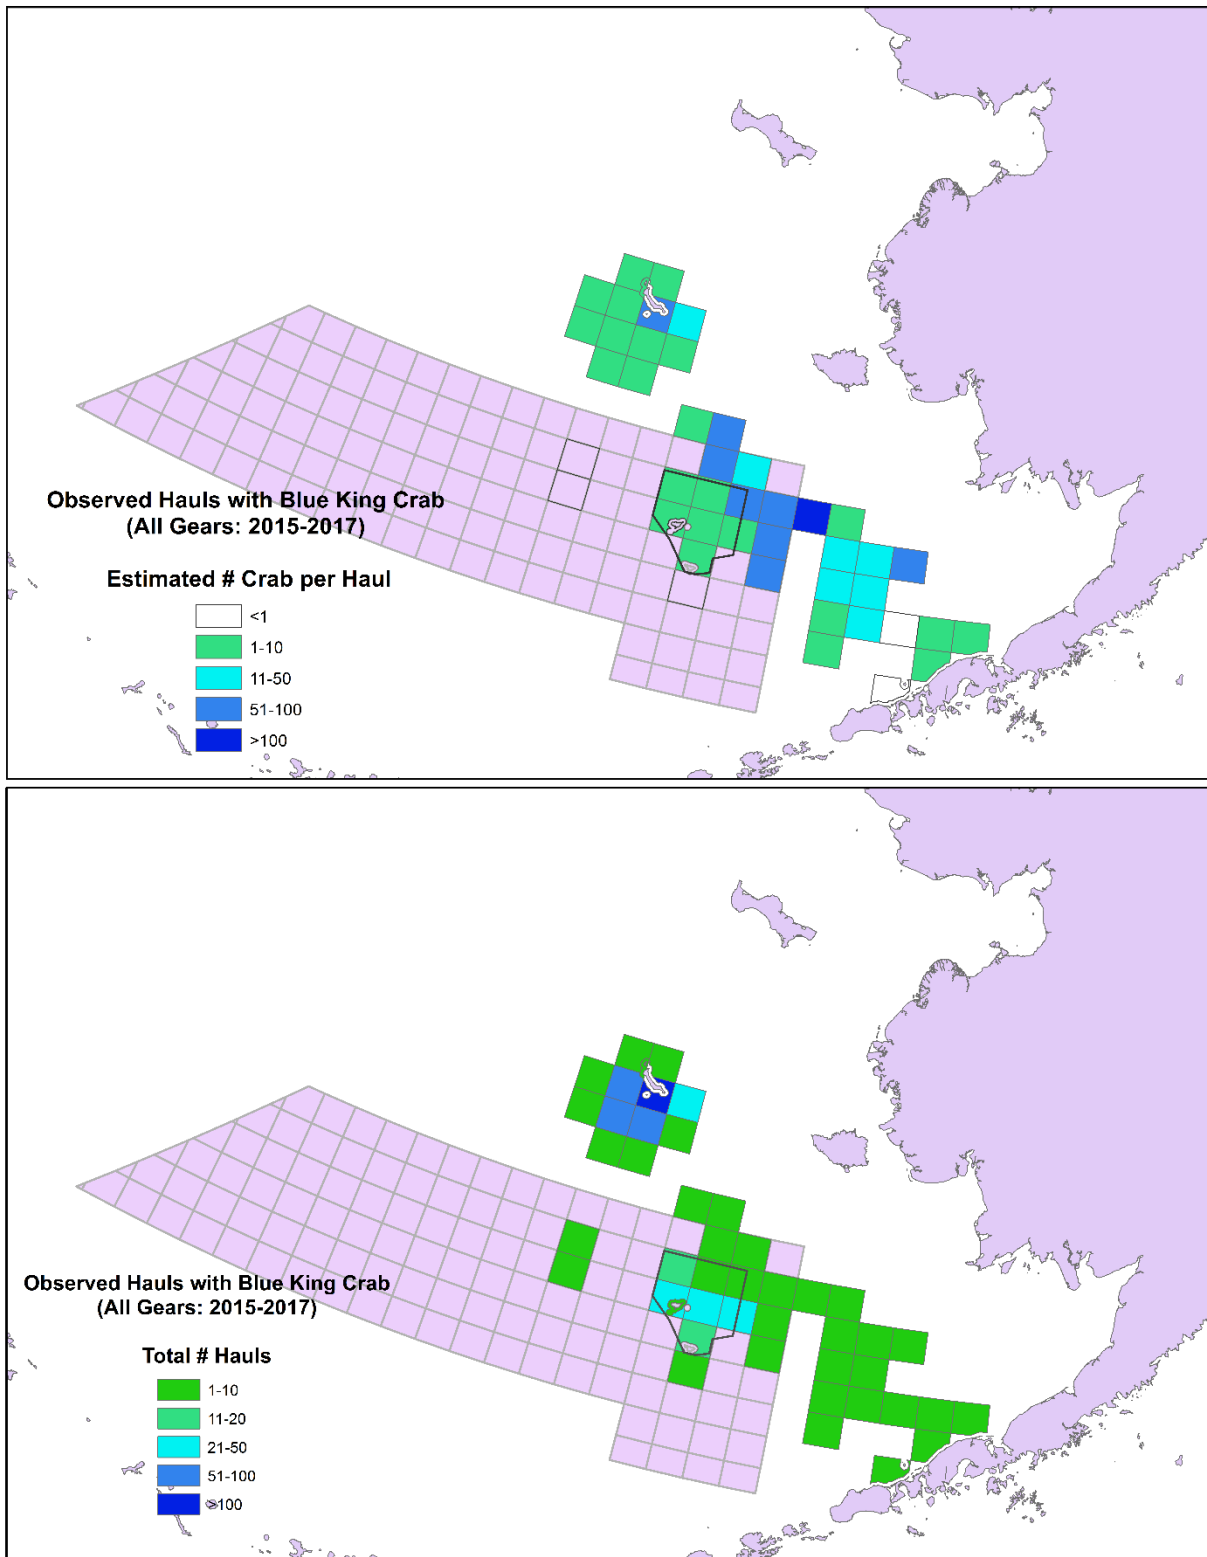 Observed Hauls with Blue King Crab
(All Gears: 2015-2017)
Estimated # Crab per Haul
<1
1-10
11-50
51-100
>100
Observed Hauls with Blue King Crab
(All Gears: 2015-2017)
Total # Hauls
1-10
11-20
21-50
51-100
>100